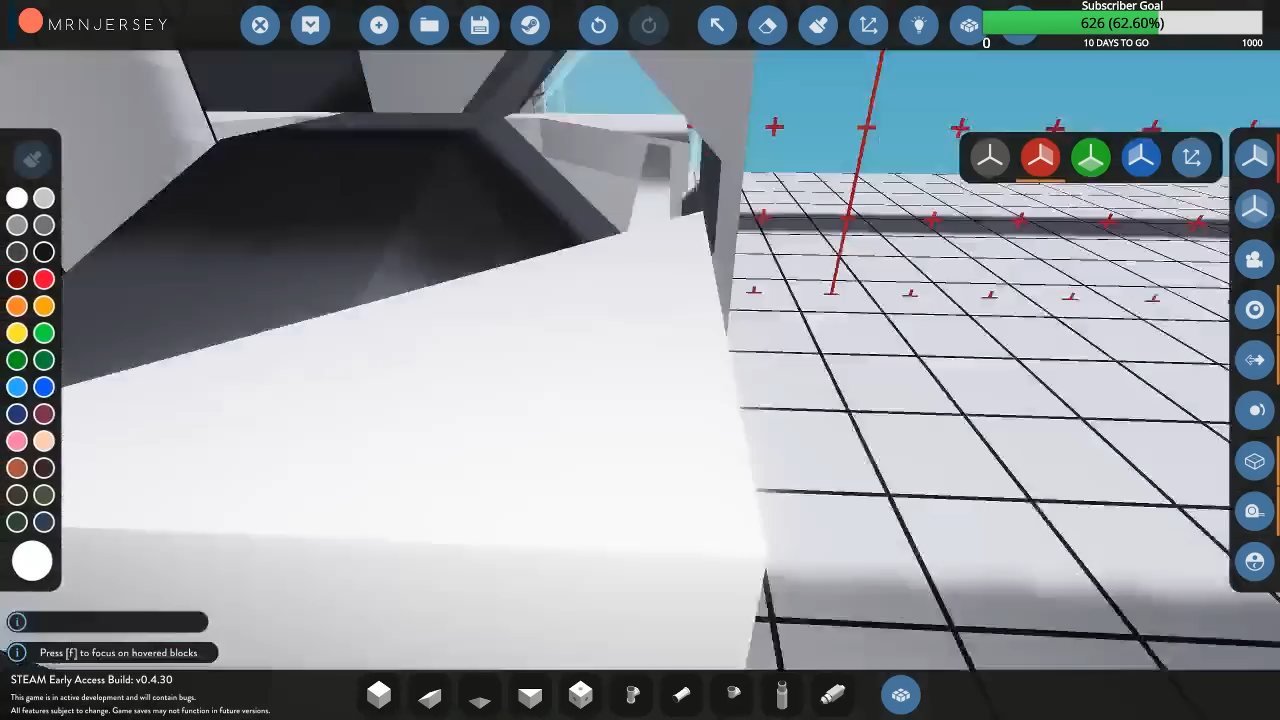 MRNJERSEY
Subscriber Goal
626 (62.60%)
0 10 DAYS TO GO 1000
Press [f] to focus on hovered blocks
STEAM Early Access Build: v0.4.30
This game is in active development and will contain bugs.
All features subject to change. Game saves may not function in future versions.